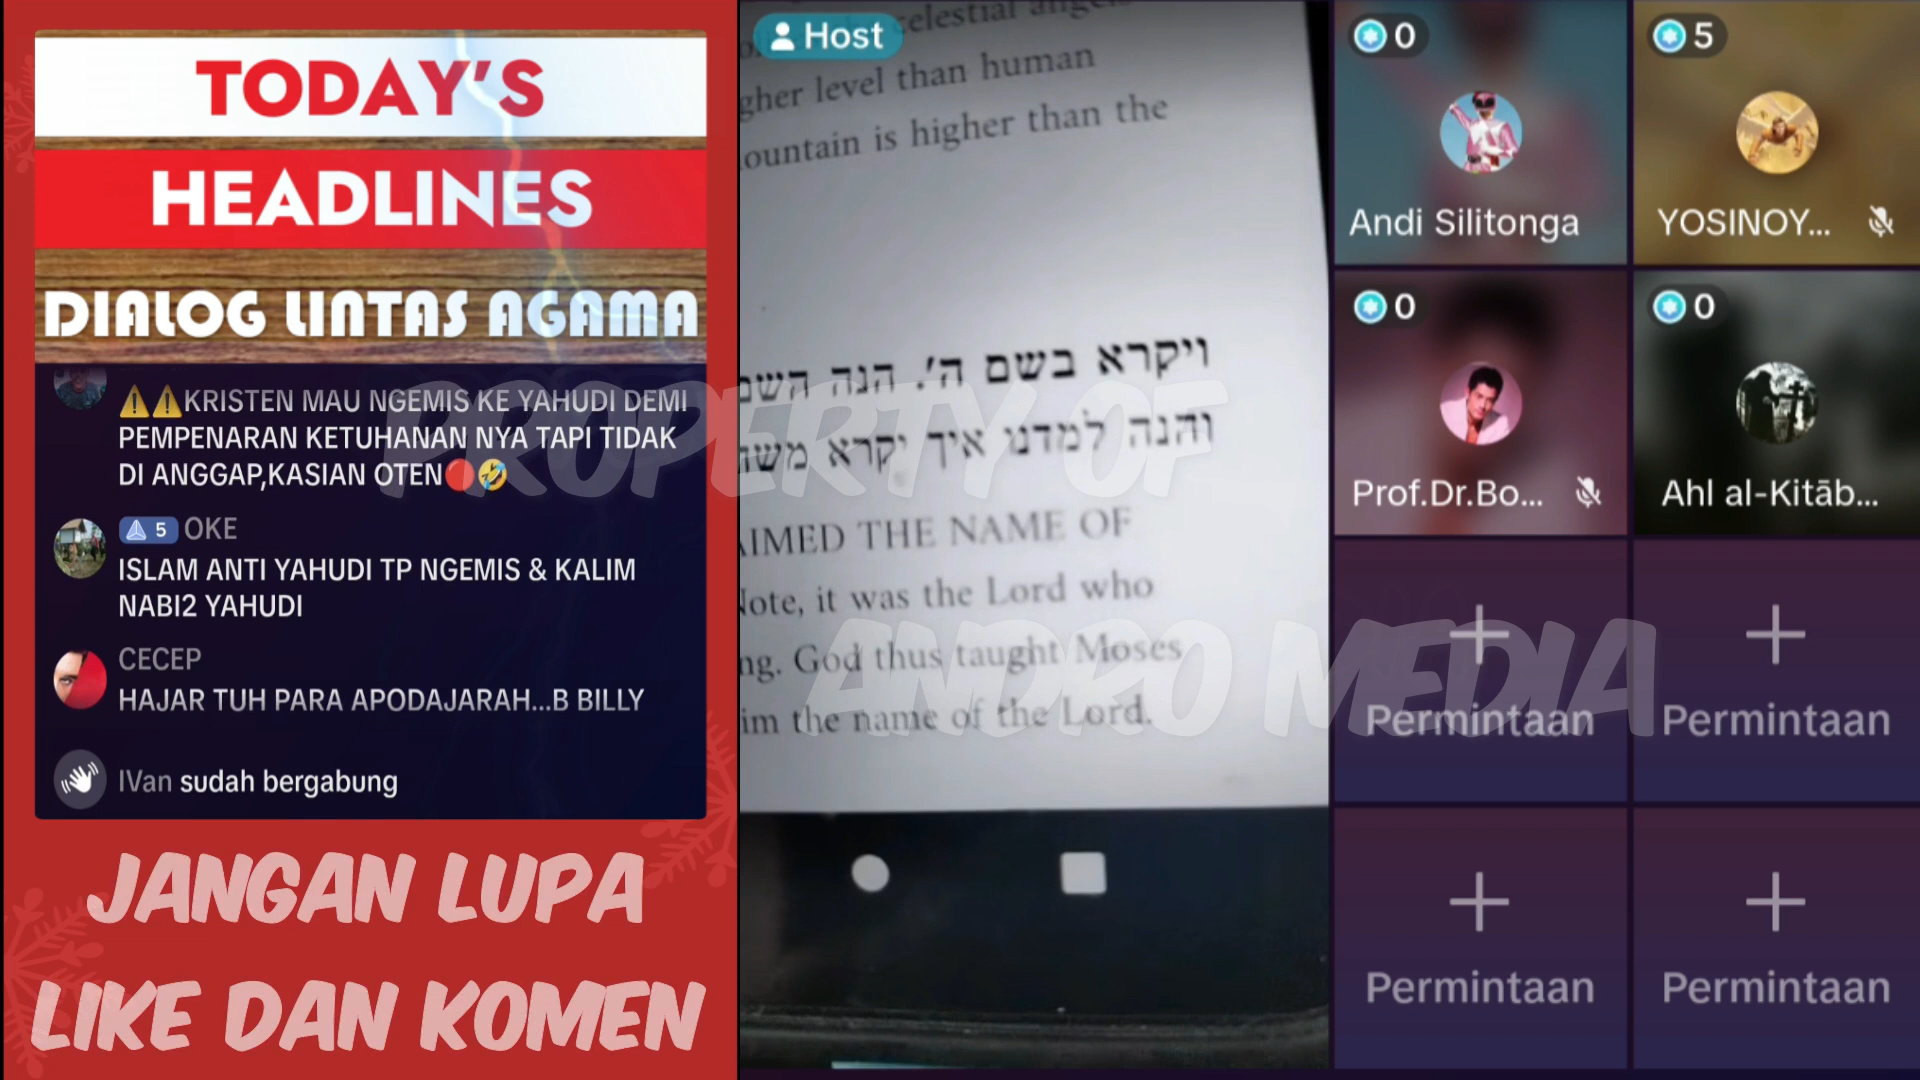 TODAY'S
HEADLINES
DIALOG LINTAS AGAMA
⚠️⚠️KRISTEN MAU NGEMIS KE YAHUDI DEMI
PEMPENARAN KETUHANAN NYA TAPI TIDAK
DI ANGGAP,KASIAN OTEN🔴🤣
5 OKE
ISLAM ANTI YAHUDI TP NGEMIS & KALIM
NABI2 YAHUDI
CECEP
HAJAR TUH PARA APODAJARAH...B BILLY
IVan sudah bergabung
JANGAN LUPA
LIKE DAN KOMEN
Host
celestial angels
gher level than human
ountain is higher than the
ויקרא בשם ה'. הנה השם
והנה למדנו איך יקרא משה
AIMED THE NAME OF
Note, it was the Lord who
ng. God thus taught Moses
im the name of the Lord.
PROPERTY OF
ANDRO MEDIA
0
Andi Silitonga
5
YOSINOY...
0
Prof.Dr.Bo...
0
Ahl al-Kitāb...
Permintaan
Permintaan
Permintaan
Permintaan